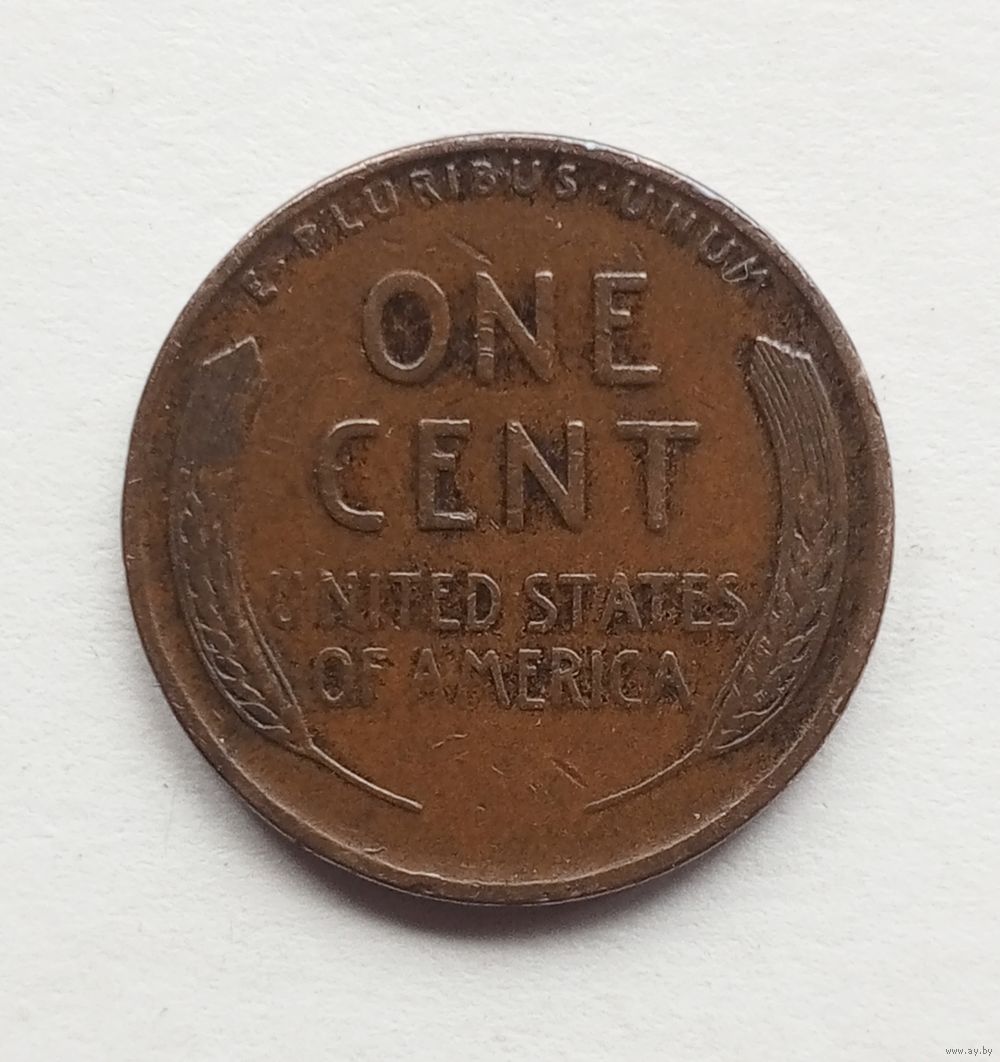 E·PLURIBUS·UNUM
ONE
CENT
UNITED STATES
OF AMERICA
www.ay.by